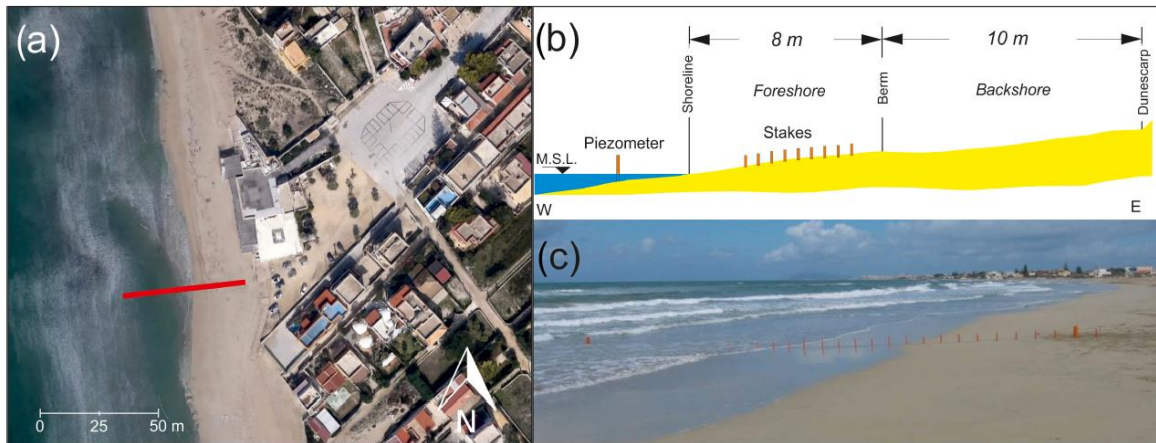 (a)
0 25 50 m
N
(b)
8 m
10 m
Shoreline
Foreshore
Berm
Backshore
Dunescarp
Stakes
Piezometer
M.S.L.
W
E
(c)